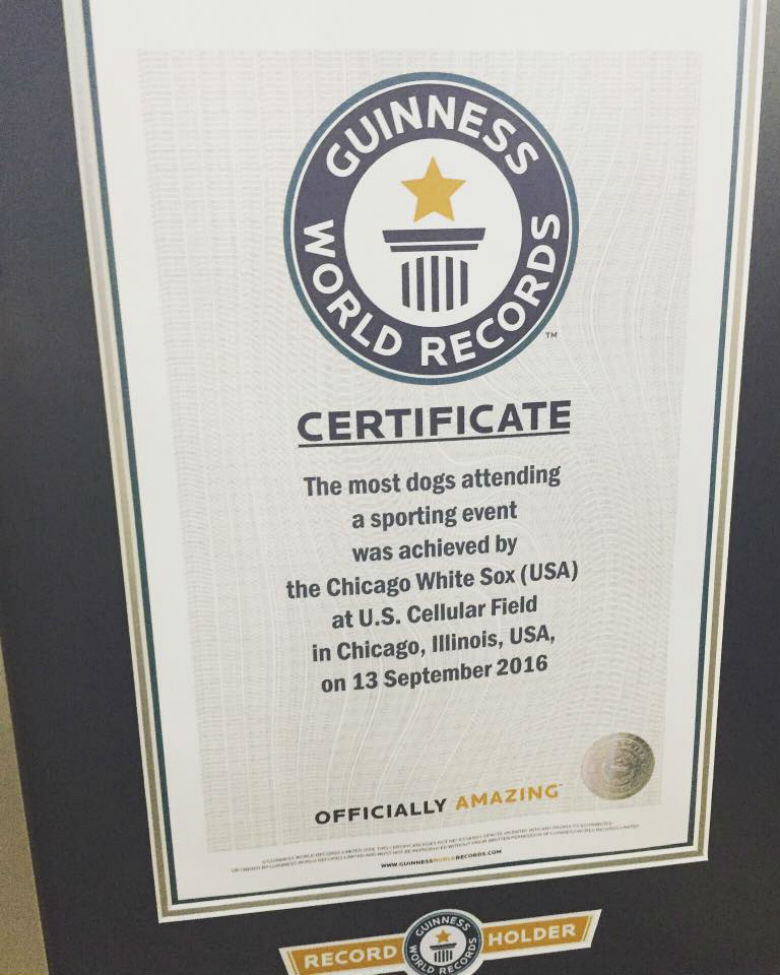 GUINNESS
WORLD RECORDS
TM
CERTIFICATE
The most dogs attending
a sporting event
was achieved by
the Chicago White Sox (USA)
at U.S. Cellular Field
in Chicago, Illinois, USA,
on 13 September 2016
OFFICIALLY AMAZING
WWW.GUINNESSWORLDRECORDS.COM
RECORD
GUINNESS
WORLD RECORDS
HOLDER